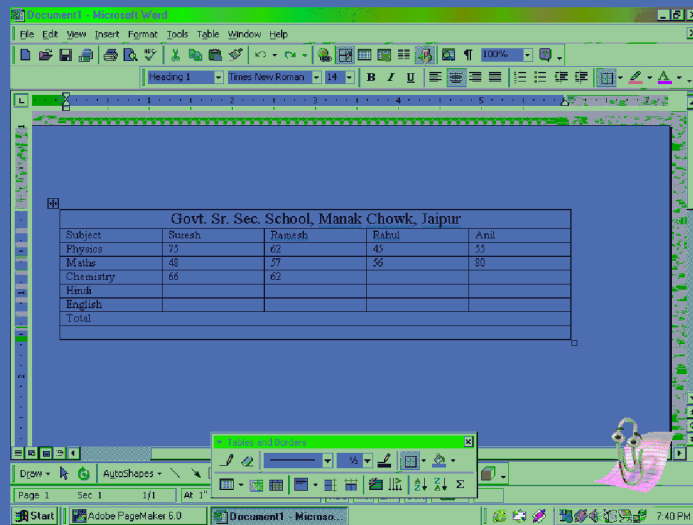 Document1 - Microsoft Word
File Edit View Insert Format Tools Table Window Help
100%
Heading 1 Times New Roman 14 B I U
Govt. Sr. Sec. School, Manak Chowk, Jaipur
Subject Suresh Ramesh Rahul Anil
Physics 75 62 45 55
Maths 48 57 56 80
Chemistry 66 62
Hindi
English
Total
Tables and Borders
½
Draw AutoShapes
Page 1 Sec 1 1/1 At 1"
Start Adobe PageMaker 6.0 Document1 - Microso... 7:40 PM